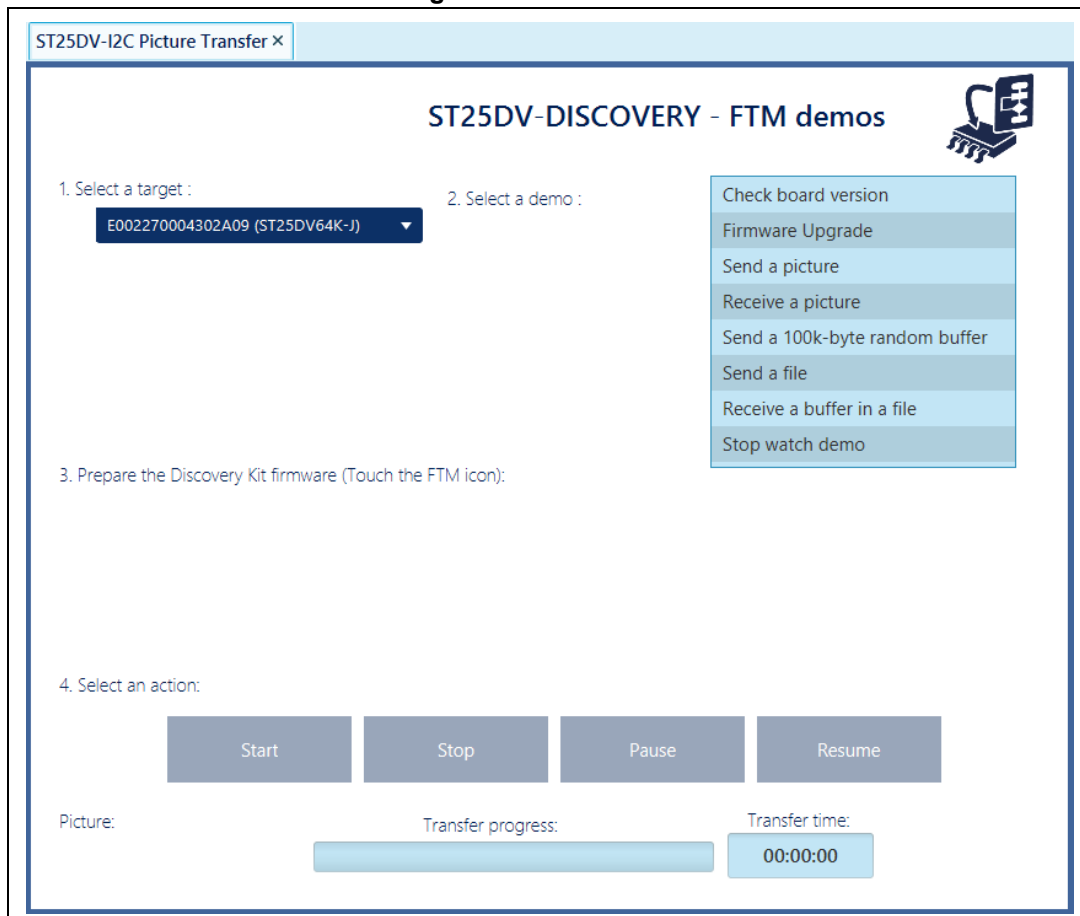 ST25DV-I2C Picture Transfer ×
ST25DV-DISCOVERY - FTM demos
1. Select a target :
E002270004302A09 (ST25DV64K-J)
2. Select a demo :
Check board version
Firmware Upgrade
Send a picture
Receive a picture
Send a 100k-byte random buffer
Send a file
Receive a buffer in a file
Stop watch demo
3. Prepare the Discovery Kit firmware (Touch the FTM icon):
4. Select an action:
Start
Stop
Pause
Resume
Picture:
Transfer progress:
Transfer time:
00:00:00